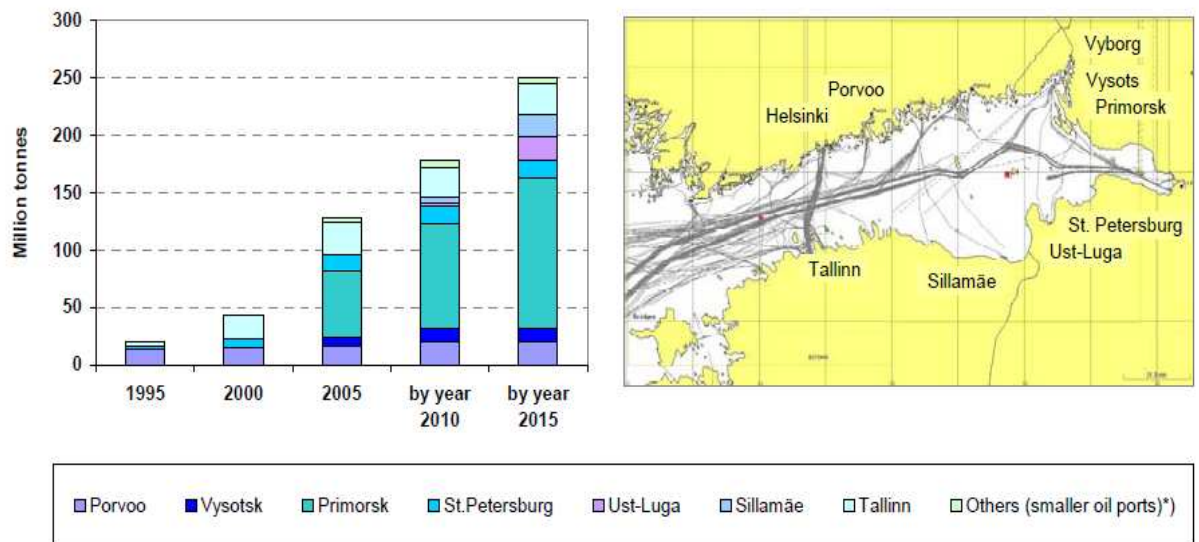 300
250
200
150
100
50
0
Million tonnes
1995
2000
2005
by year
2010
by year
2015
Vyborg
Vysots
Primorsk
Porvoo
Helsinki
St. Petersburg
Ust-Luga
Tallinn
Sillamäe
Porvoo
Vysotsk
Primorsk
St.Petersburg
Ust-Luga
Sillamäe
Tallinn
Others (smaller oil ports)*)